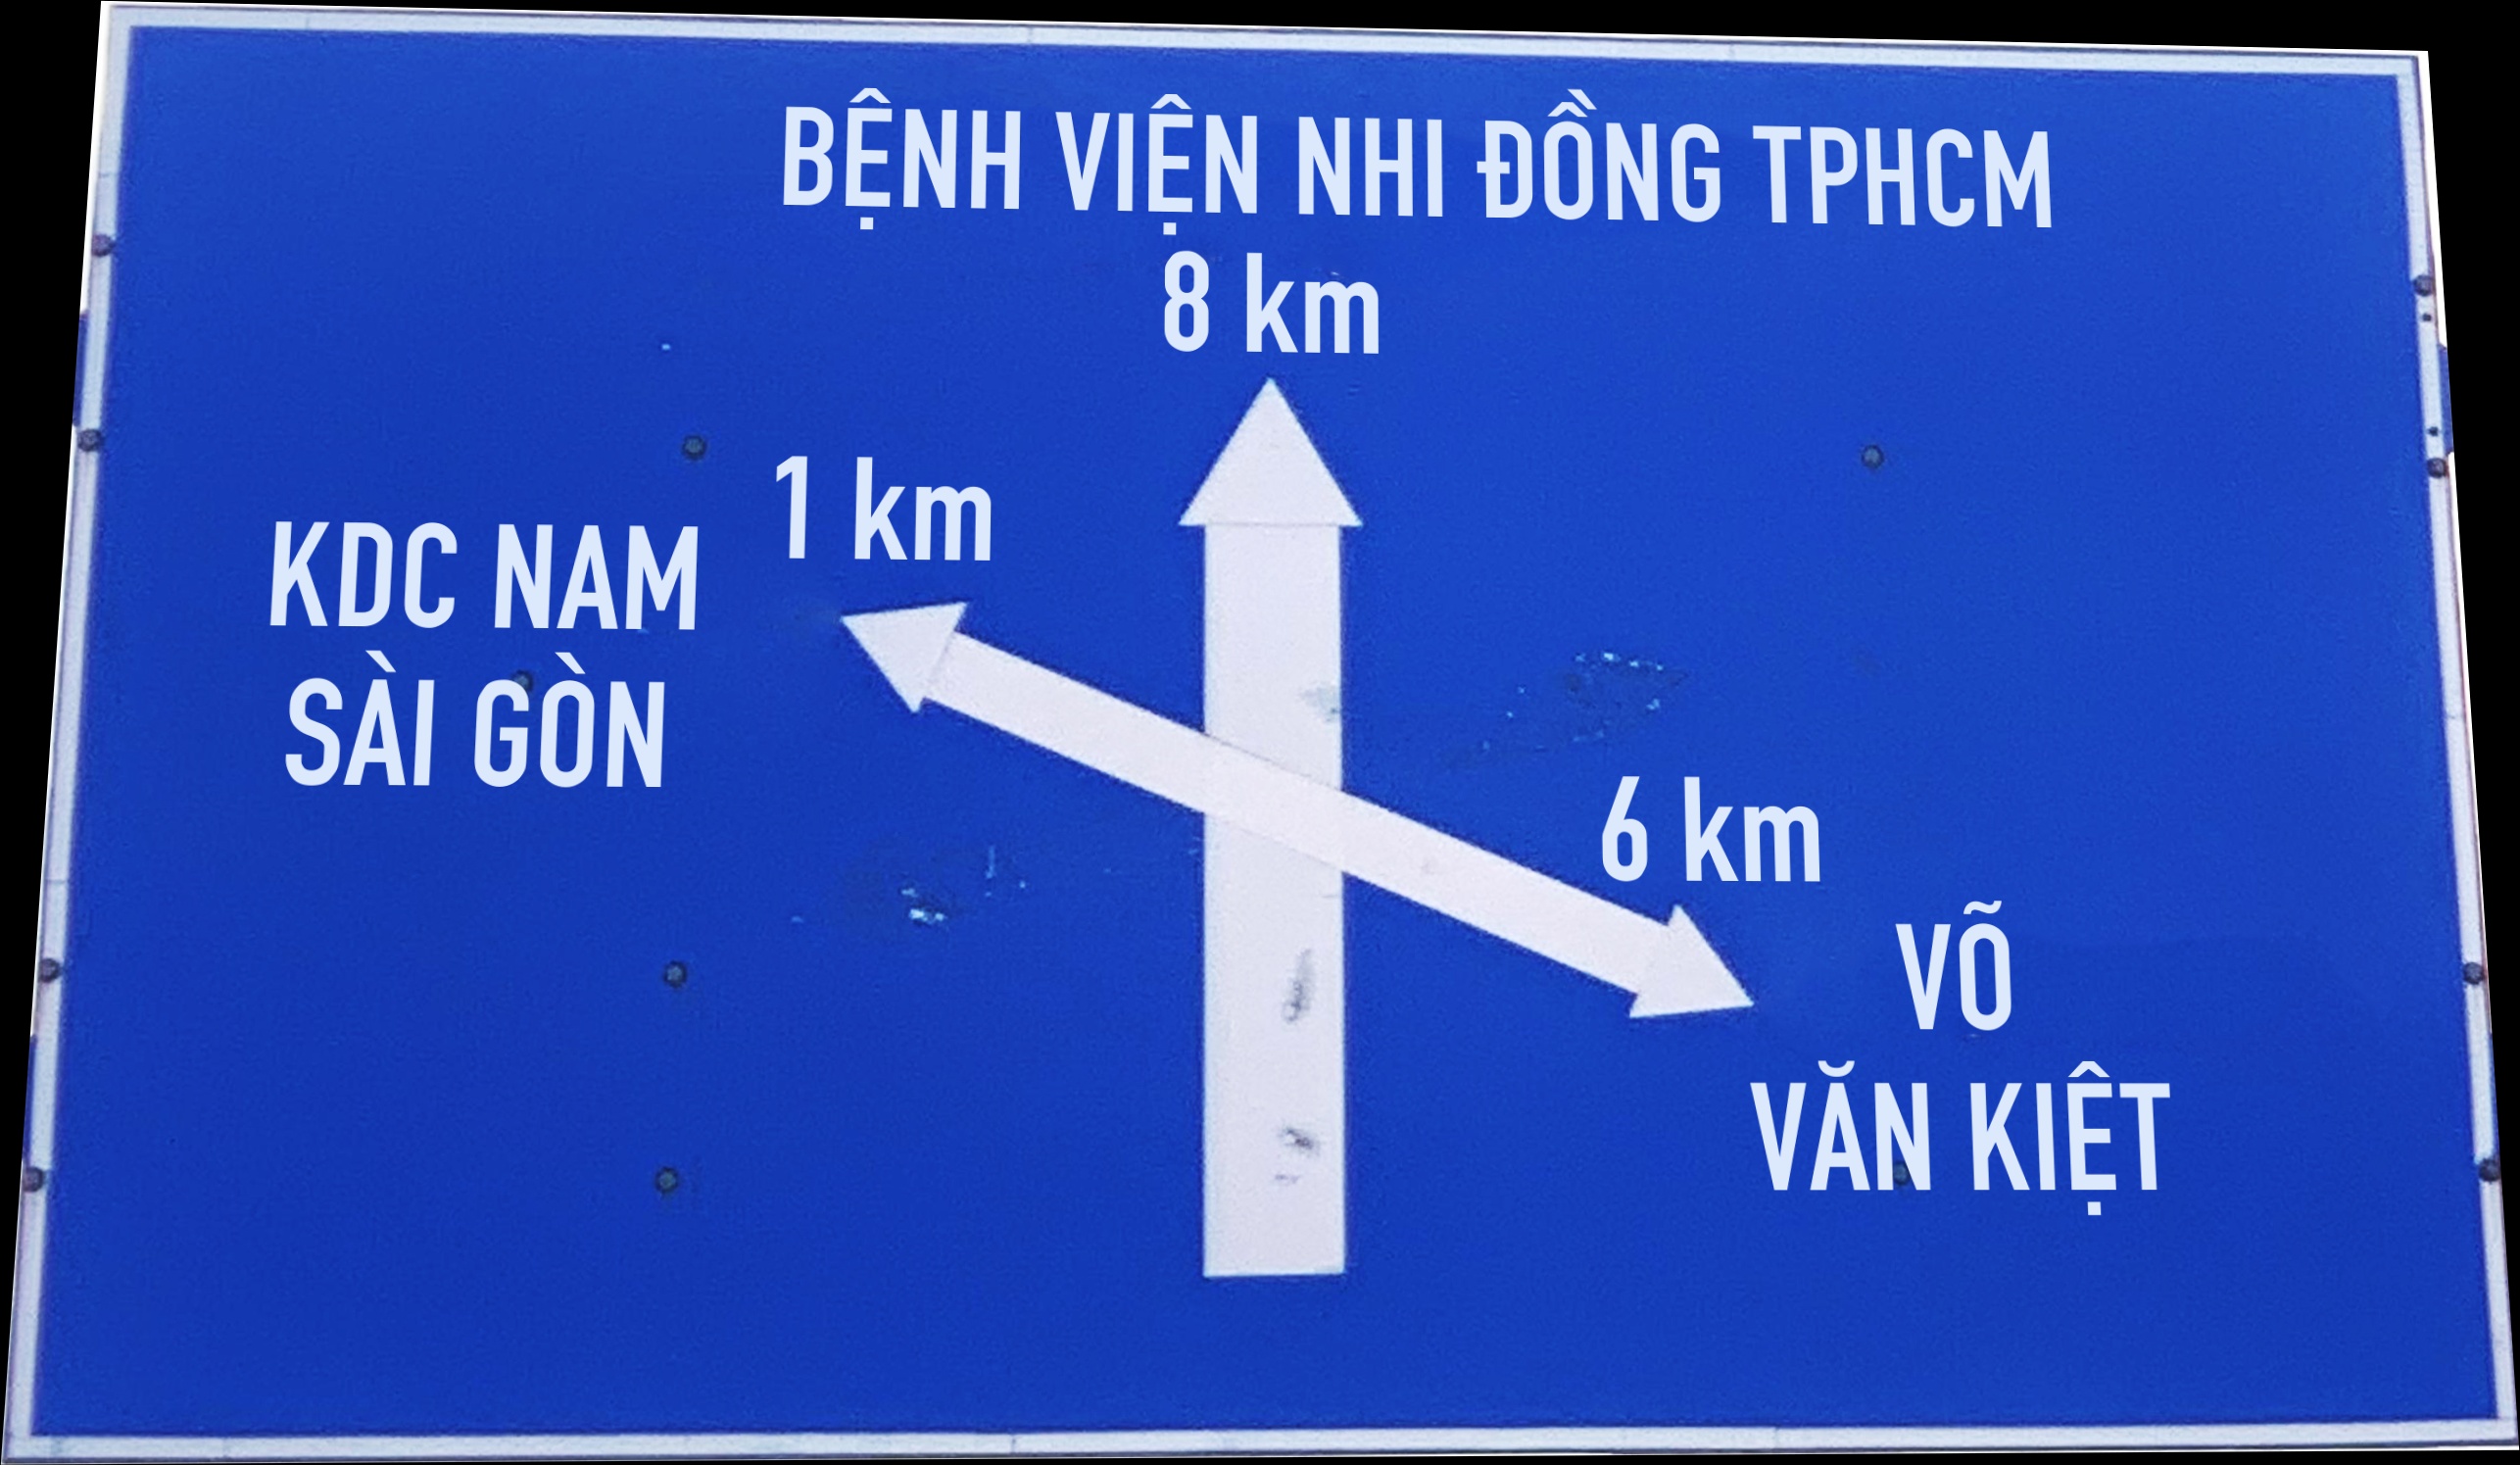 BỆNH VIỆN NHI ĐỒNG TPHCM
8 km
1 km
KDC NAM
SÀI GÒN
6 km
VÕ
VĂN KIỆT